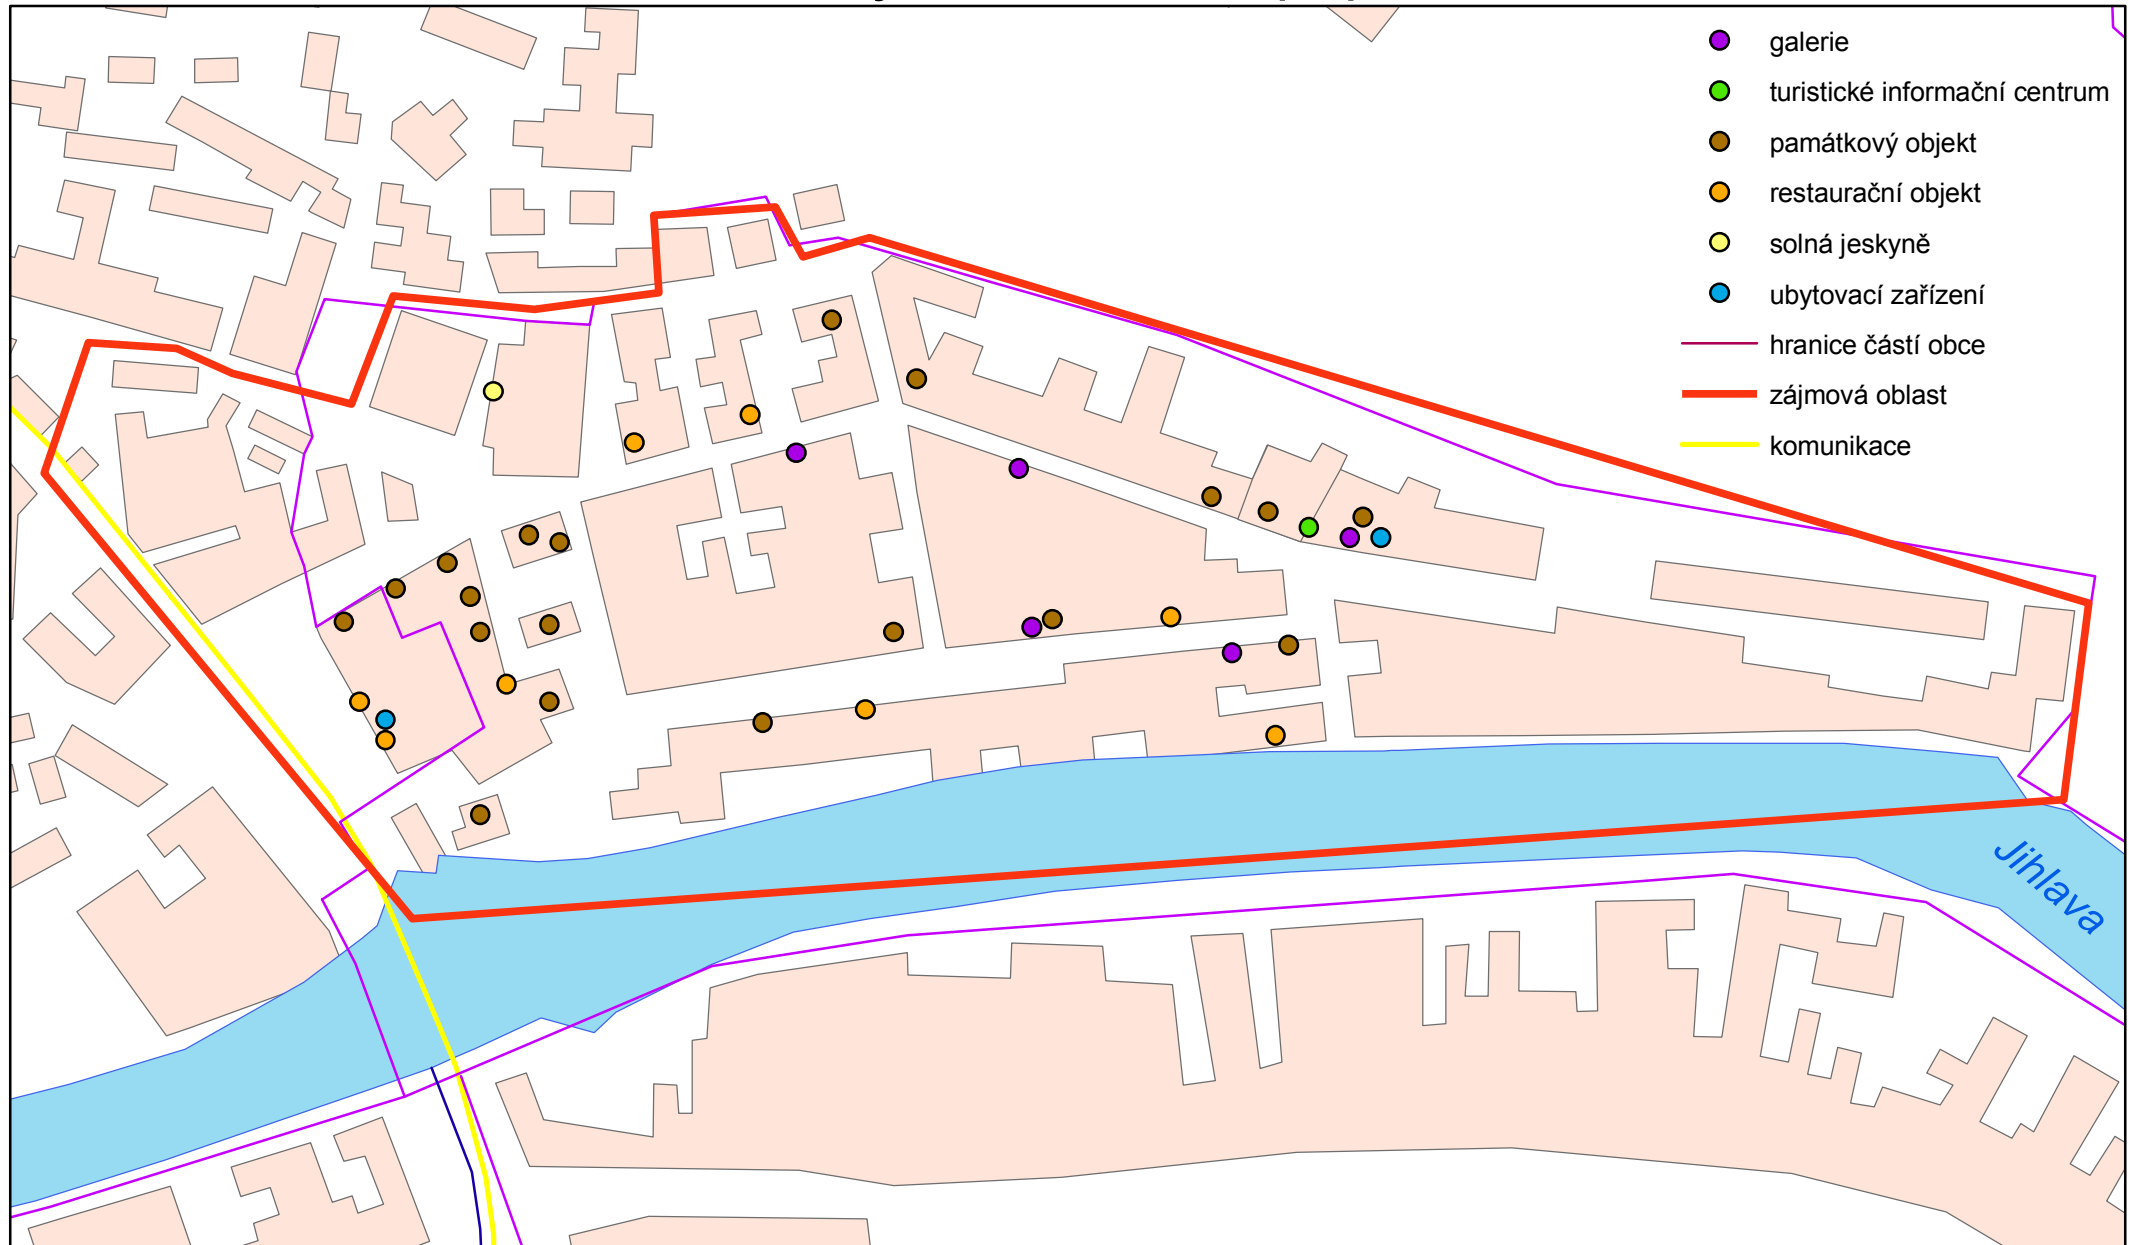 galerie
turistické informační centrum
památkový objekt
restaurační objekt
solná jeskyně
ubytovací zařízení
hranice částí obce
zájmová oblast
komunikace
Jihlava